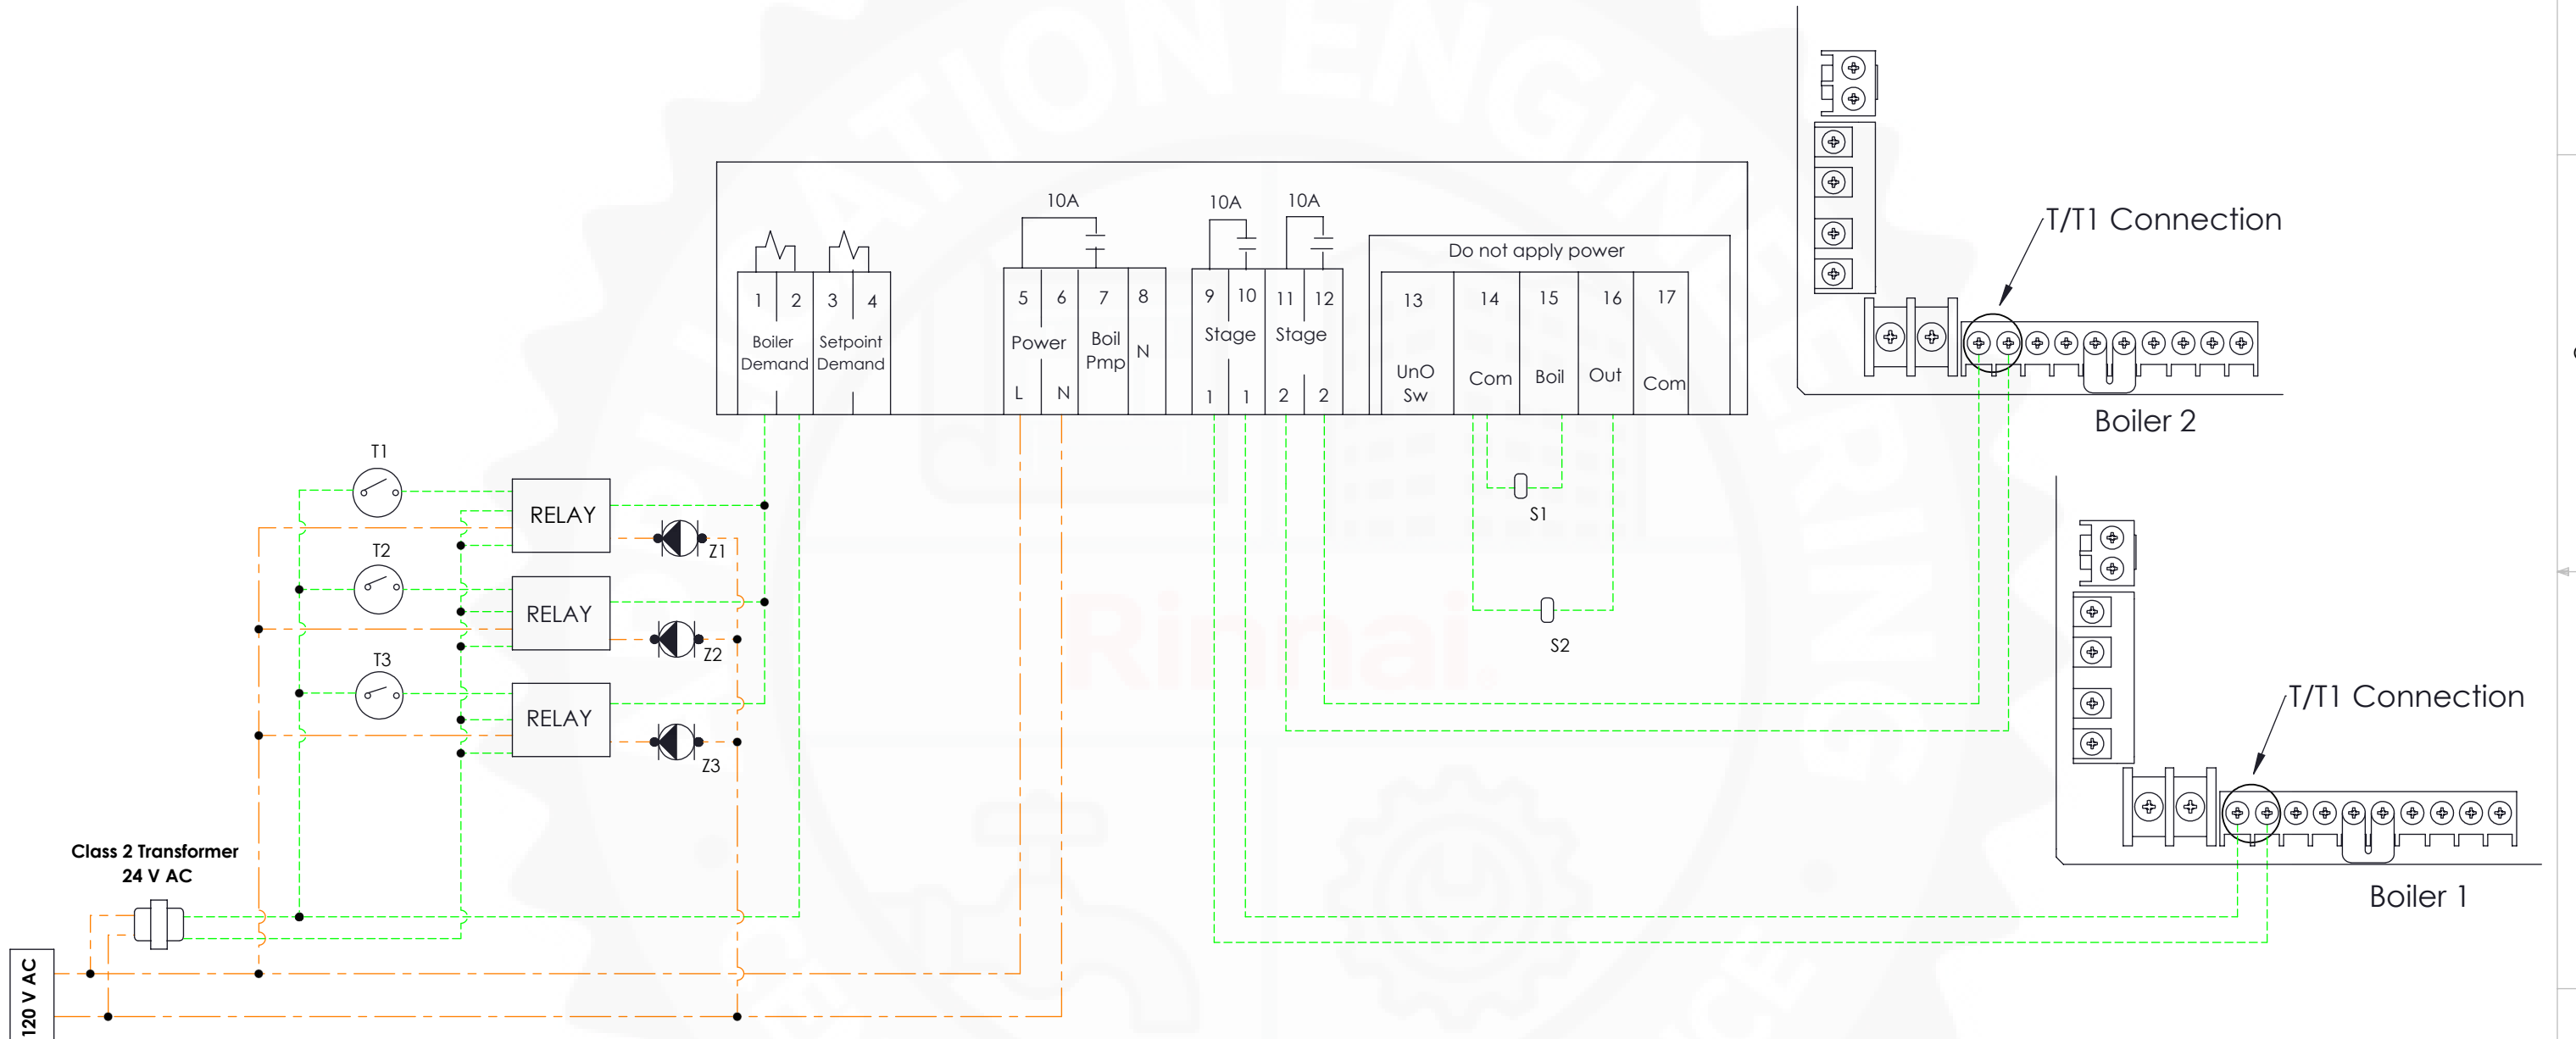 APPLICATION ENGINEERING
Rinnai
10A
10A
10A
Do not apply power
1
2
3
4
5
6
7
8
9
10
11
12
13
14
15
16
17
Boiler
Demand
Setpoint
Demand
Power
L
N
Boil
Pmp
N
Stage
1
1
Stage
2
2
UnO
Sw
Com
Boil
Out
Com
T/T1 Connection
Boiler 2
T1
RELAY
Z1
T2
RELAY
Z2
T3
RELAY
Z3
S1
S2
T/T1 Connection
Boiler 1
Class 2 Transformer
24 V AC
120 V AC